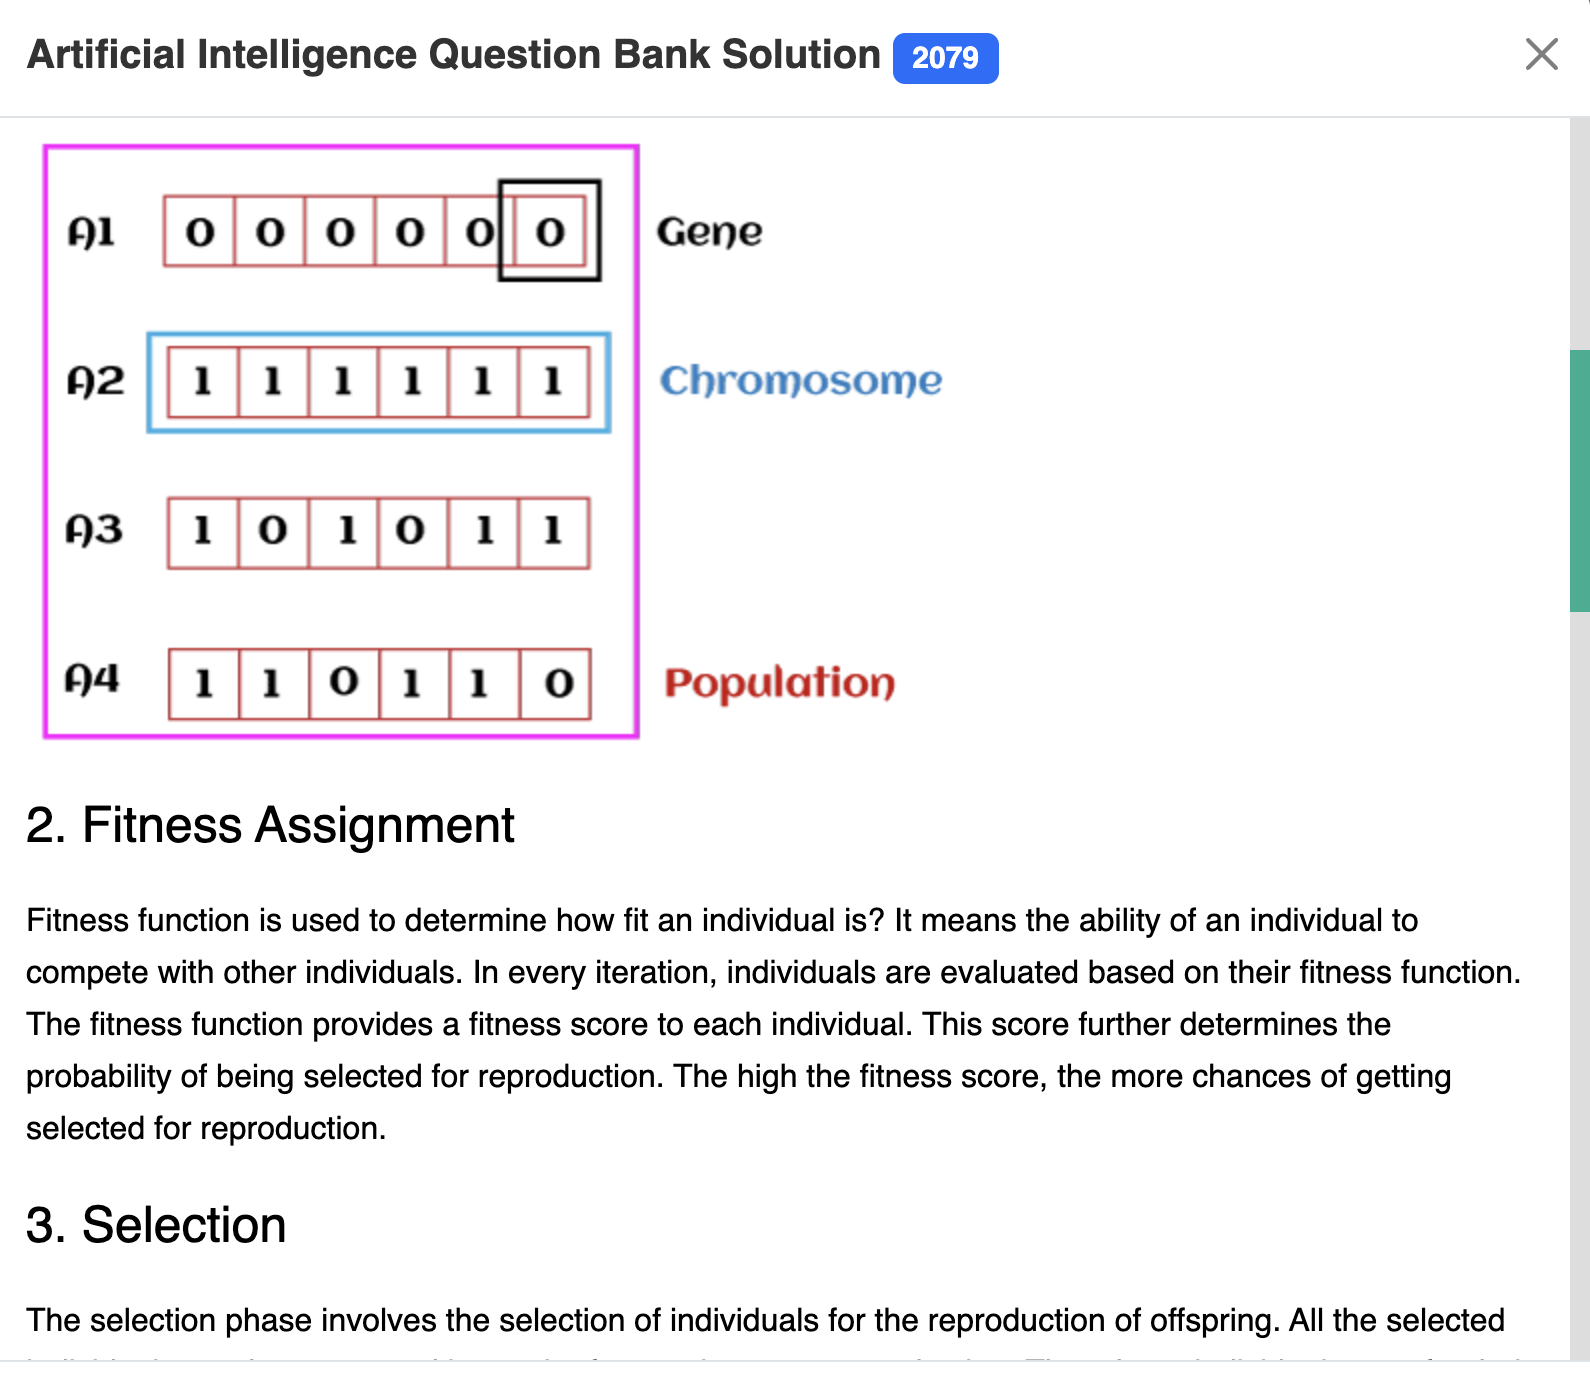 Artificial Intelligence Question Bank Solution 2079
A1 0 0 0 0 0 0 Gene
A2 1 1 1 1 1 1 Chromosome
A3 1 0 1 0 1 1
A4 1 1 0 1 1 0 Population
2. Fitness Assignment
Fitness function is used to determine how fit an individual is? It means the ability of an individual to
compete with other individuals. In every iteration, individuals are evaluated based on their fitness function.
The fitness function provides a fitness score to each individual. This score further determines the
probability of being selected for reproduction. The high the fitness score, the more chances of getting
selected for reproduction.
3. Selection
The selection phase involves the selection of individuals for the reproduction of offspring. All the selected